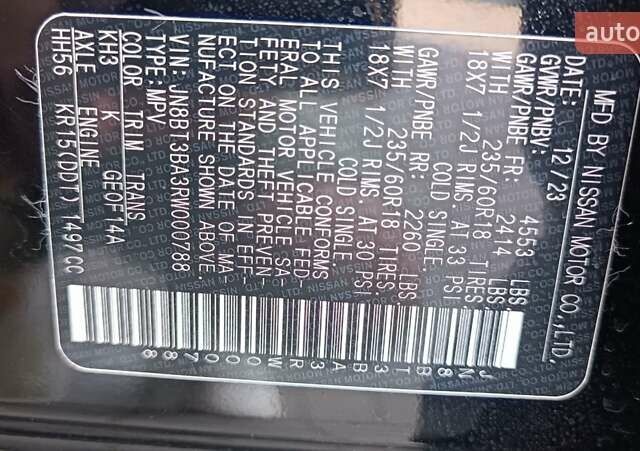 MFD BY NISSAN MOTOR CO.,LTD.
DATE: 12/23
GVWR/PNBV: 4553 LBS.
GAWR/PNBE FR: 2414 LBS.
WITH 235/60R18 TIRES,
18X7 1/2J RIMS. AT 33 PSI
COLD SINGLE.
GAWR/PNBE RR: 2260 LBS.
WITH 235/60R18 TIRES,
18X7 1/2J RIMS. AT 30 PSI
COLD SINGLE.
THIS VEHICLE CONFORMS
TO ALL APPLICABLE FED-
ERAL MOTOR VEHICLE SA
FETY AND THEFT PREVEN
TION STANDARDS IN EFF-
ECT ON THE DATE OF MA
NUFACTURE SHOWN ABOVE.
VIN: JN8BT3BA3RW000788
TYPE: MPV
COLOR TRIM TRANS
KH3 K GE0F14A
AXLE ENGINE
HH56 KR15(DDT) 1497CC
JN8BT3BA3RW000788
auto